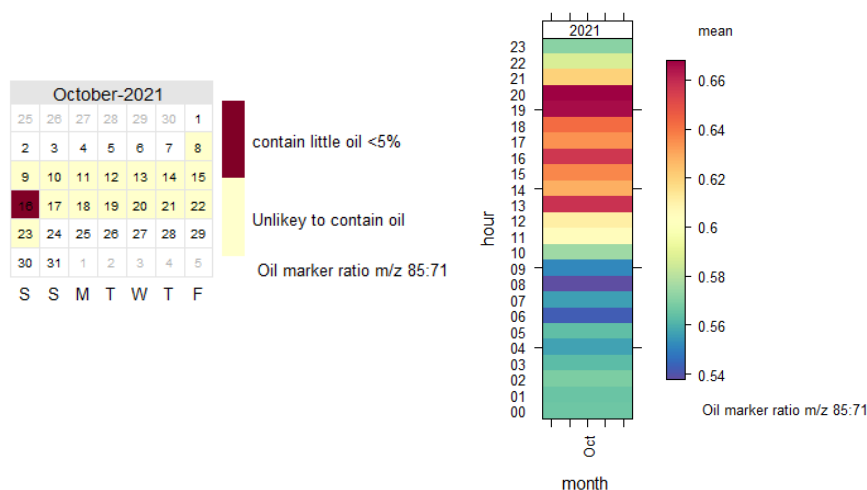 October-2021
25 26 27 28 29 30 1
2 3 4 5 6 7 8
9 10 11 12 13 14 15
16 17 18 19 20 21 22
23 24 25 26 27 28 29
30 31 1 2 3 4 5
S S M T W T F
contain little oil <5%
Unlikey to contain oil
Oil marker ratio m/z 85:71
2021
hour
23
22
21
20
19
18
17
16
15
14
13
12
11
10
09
08
07
06
05
04
03
02
01
00
Oct
month
mean
0.66
0.64
0.62
0.6
0.58
0.56
0.54
Oil marker ratio m/z 85:71